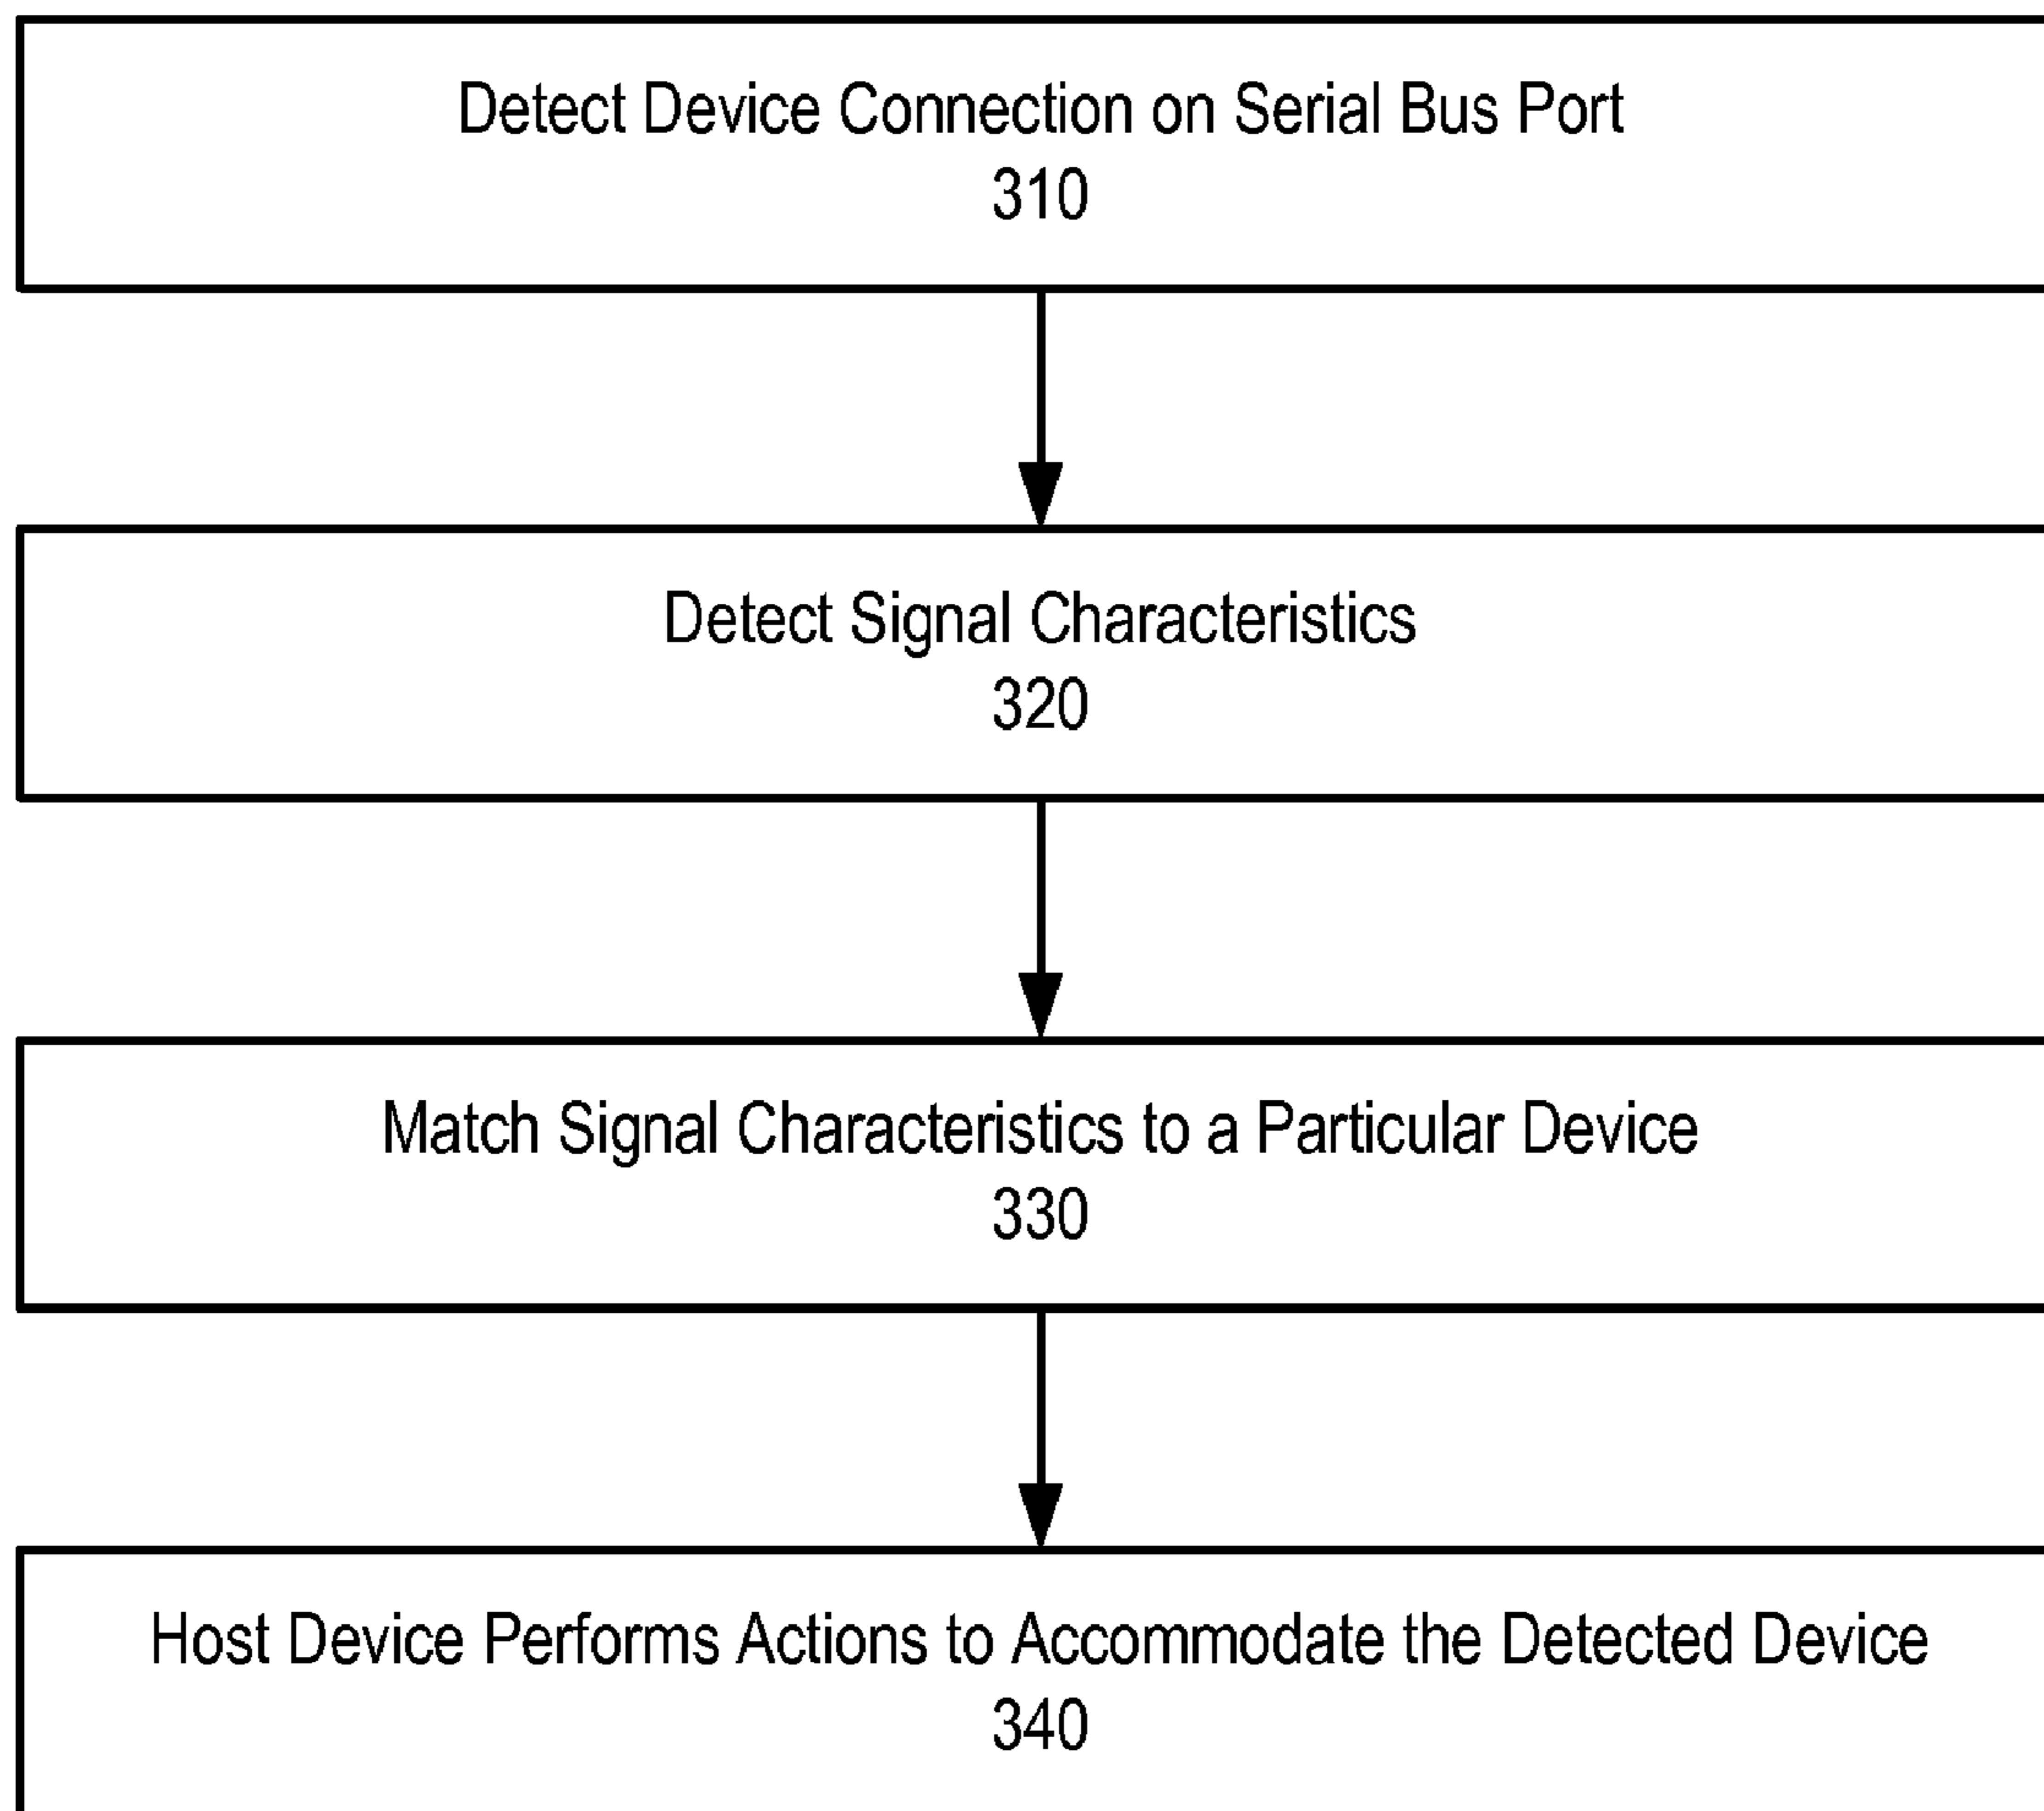 Detect Device Connection on Serial Bus Port
310
Detect Signal Characteristics
320
Match Signal Characteristics to a Particular Device
330
Host Device Performs Actions to Accommodate the Detected Device
340